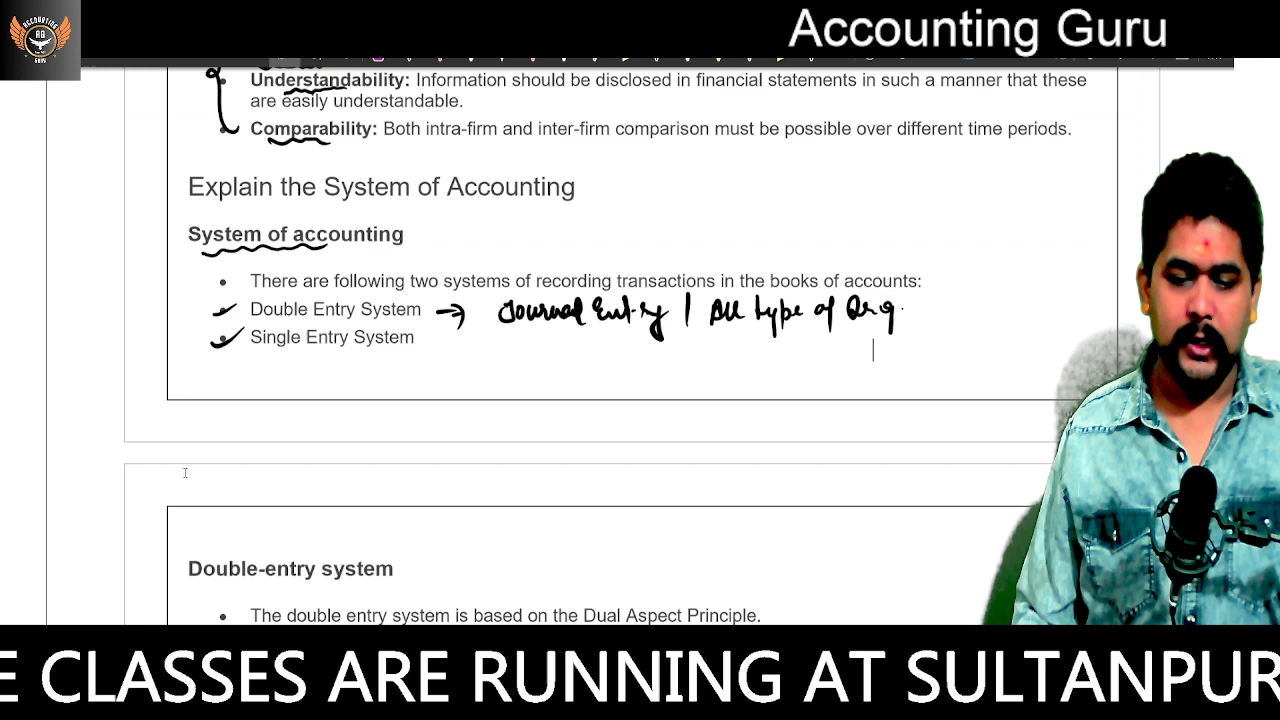 Accounting Guru
ACCOUNTING
AG
Understandability: Information should be disclosed in financial statements in such a manner that these
are easily understandable.
Comparability: Both intra-firm and inter-firm comparison must be possible over different time periods.
Explain the System of Accounting
System of accounting
There are following two systems of recording transactions in the books of accounts:
Double Entry System → Journal Entry | All type of
Single Entry System
Double-entry system
The double entry system is based on the Dual Aspect Principle.
E CLASSES ARE RUNNING AT SULTANPUR